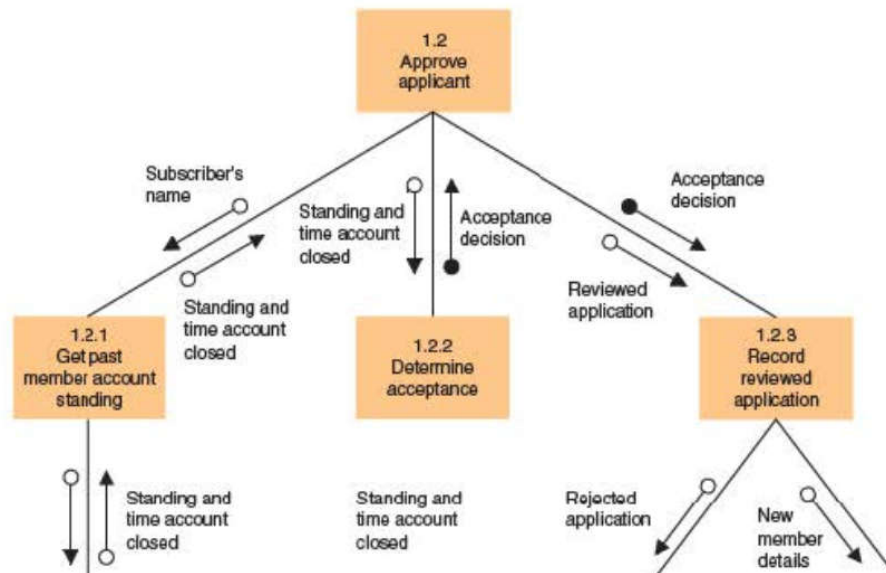 1.2
Approve
applicant
Subscriber's
name
Standing and
time account
closed
Acceptance
decision
Acceptance
decision
Standing and
time account
closed
Reviewed
application
1.2.1
Get past
member account
standing
1.2.2
Determine
acceptance
1.2.3
Record
reviewed
application
Standing and
time account
closed
Standing and
time account
closed
Rejected
application
New
member
details